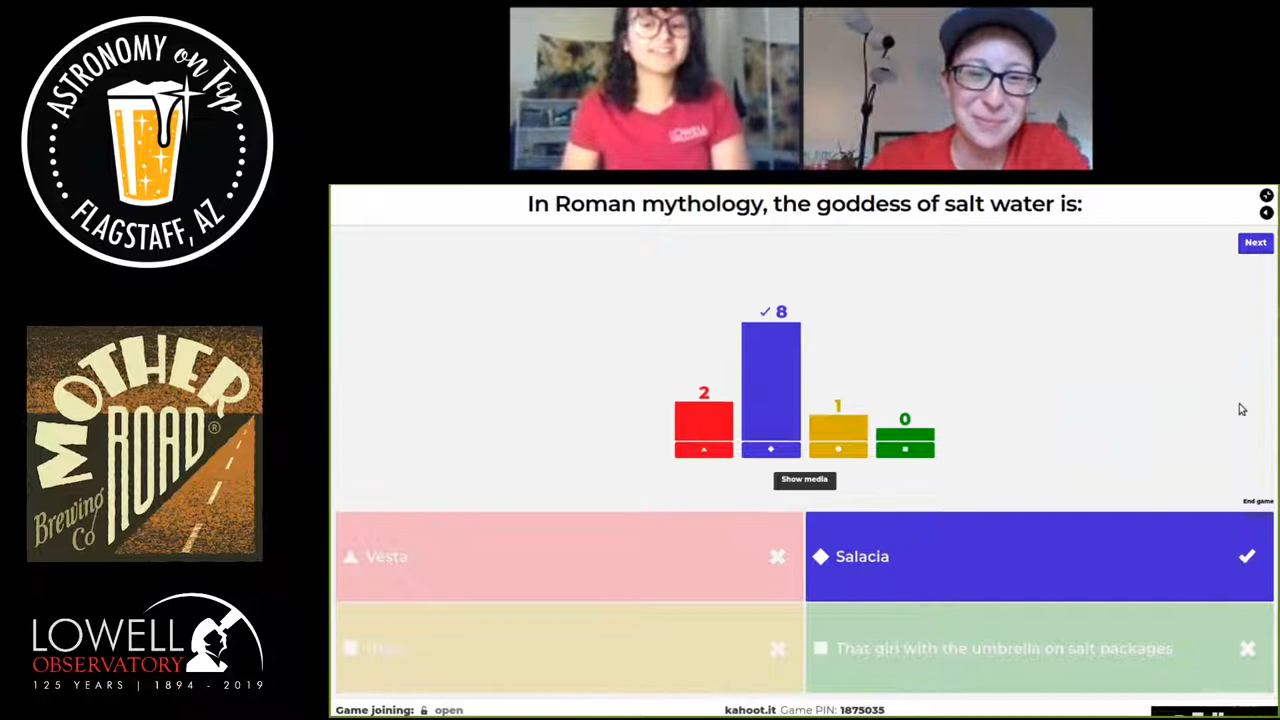 ASTRONOMY on Tap
FLAGSTAFF, AZ
LOWELL
MOTHER
ROAD
®
Brewing
Co
LOWELL
OBSERVATORY
125 YEARS | 1894 - 2019
In Roman mythology, the goddess of salt water is:
Next
8
2
1
0
Show media
End game
Vesta
Salacia
That girl with the umbrella on salt packages
Game joining: open
kahoot.it Game PIN: 1875035